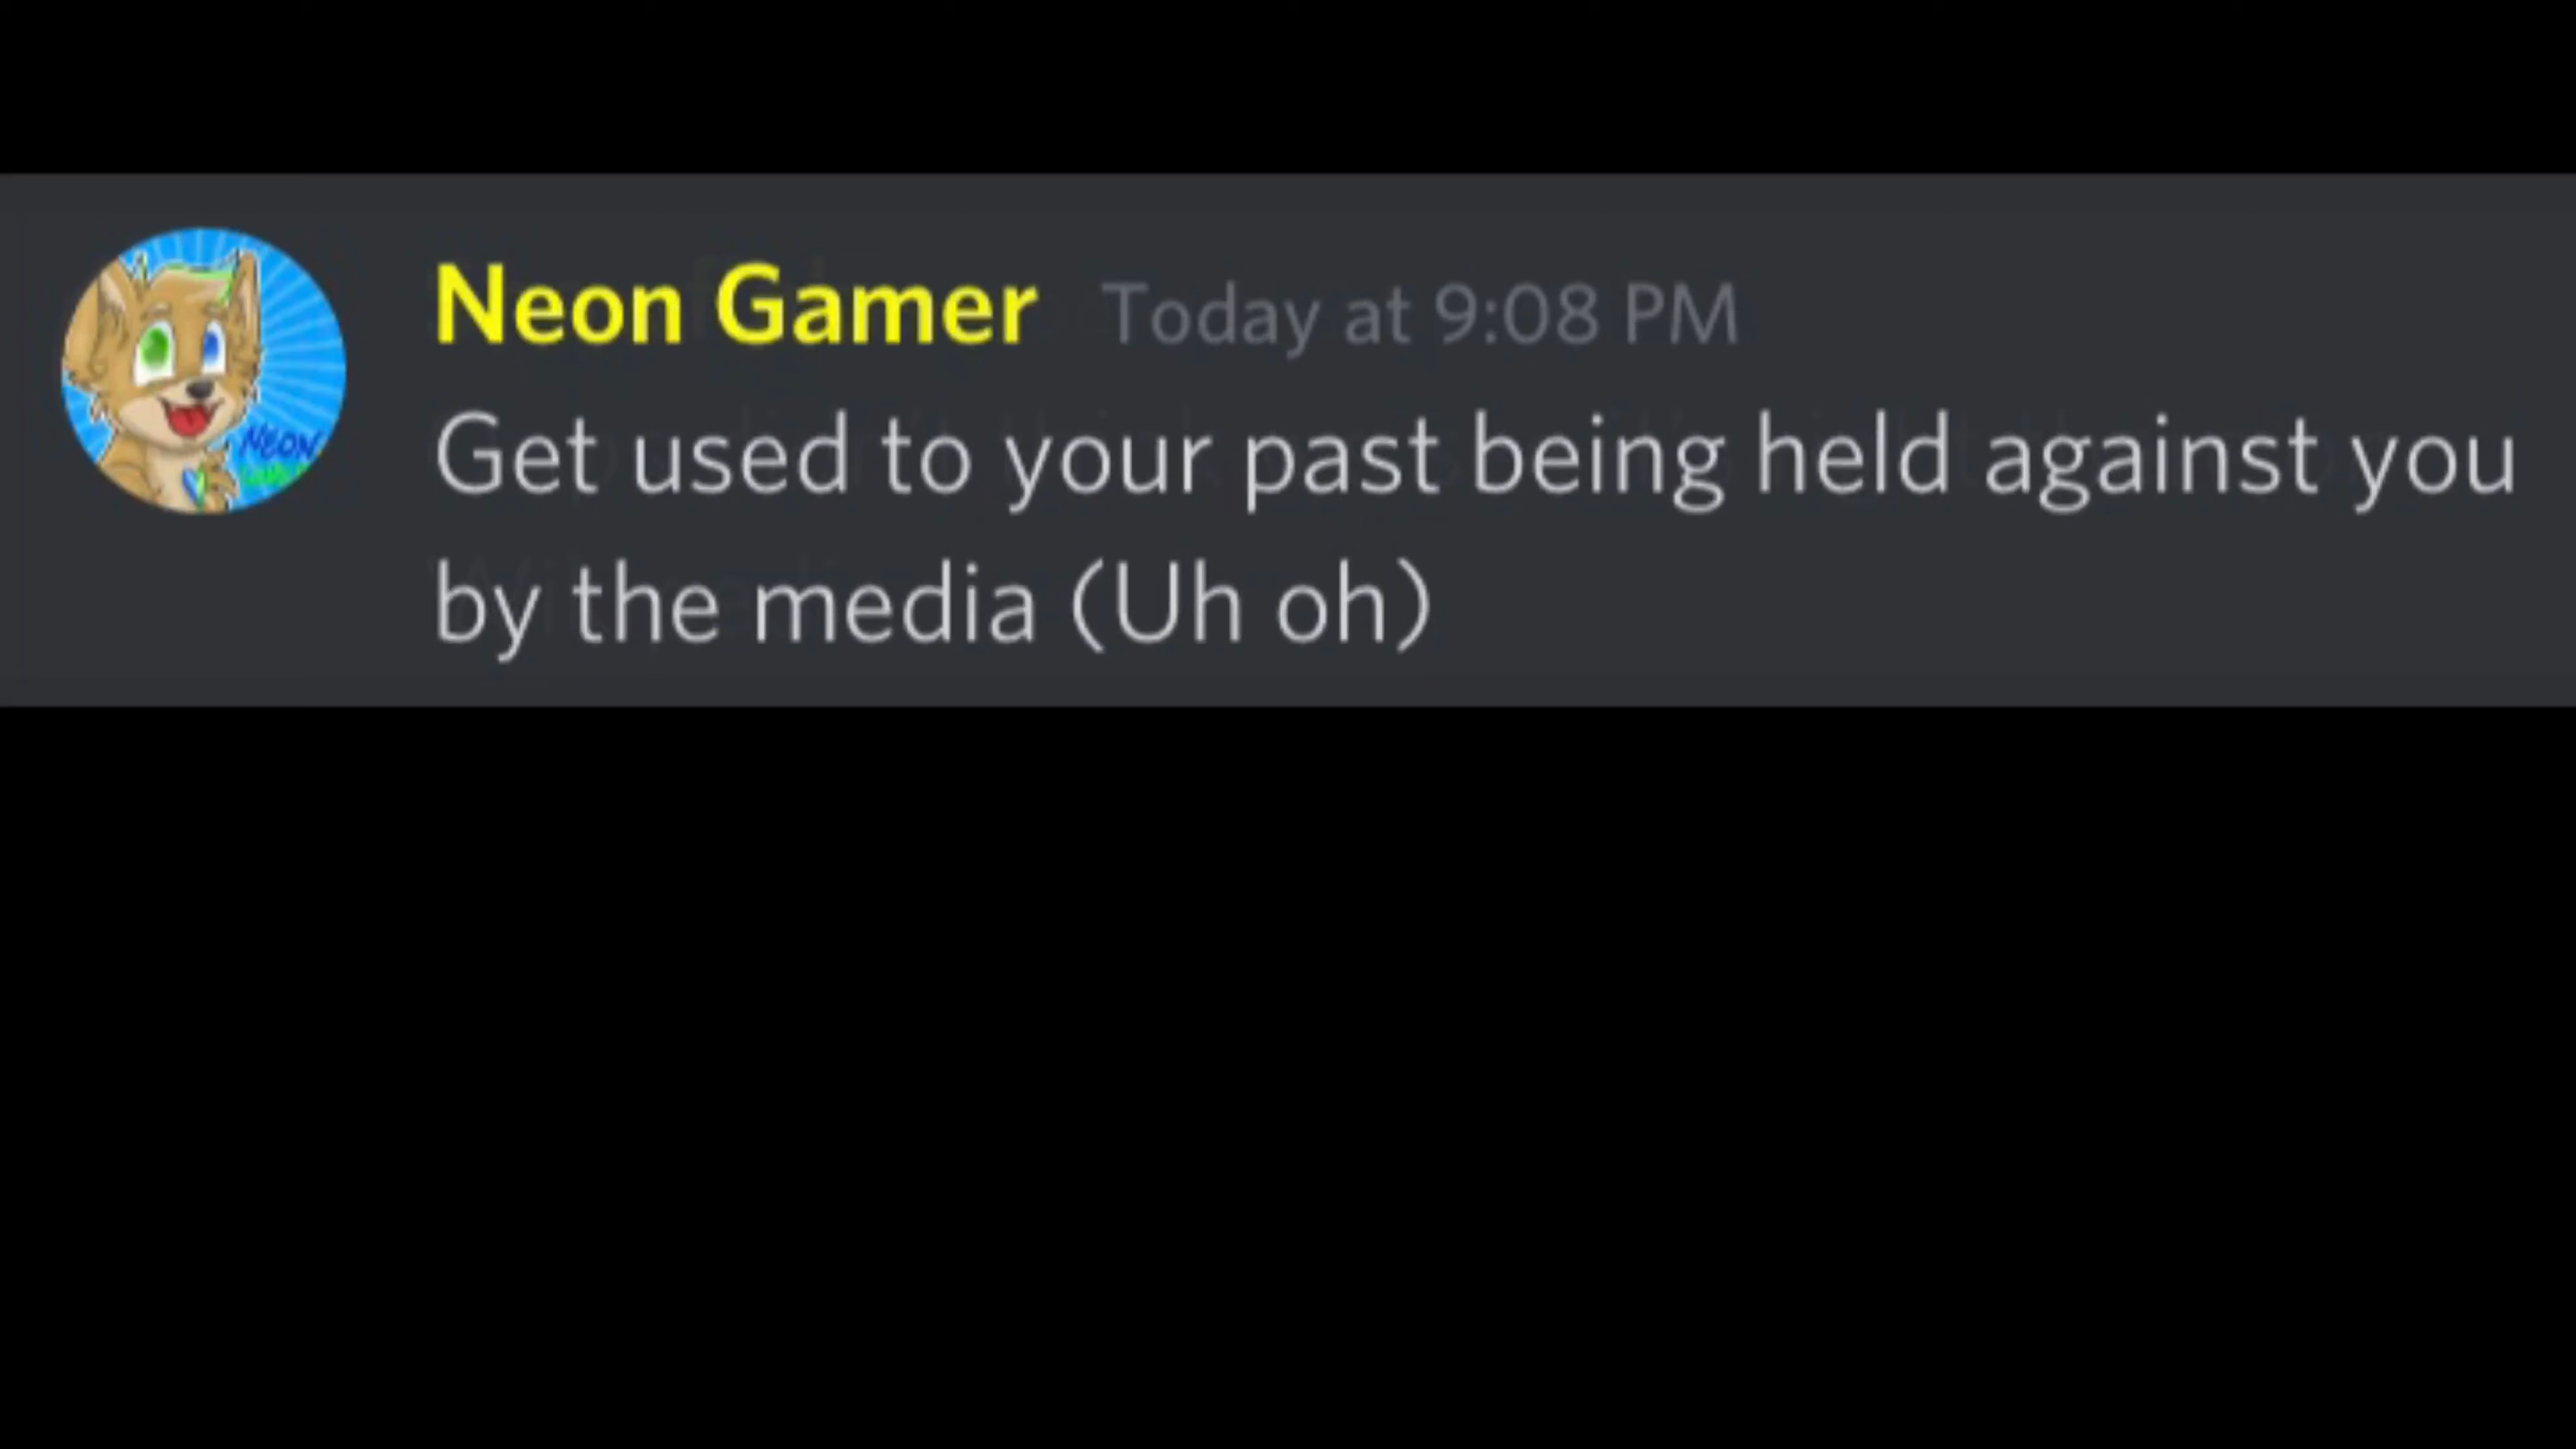 Neon Gamer Today at 9:08 PM
Get used to your past being held against you
by the media (Uh oh)
NEON